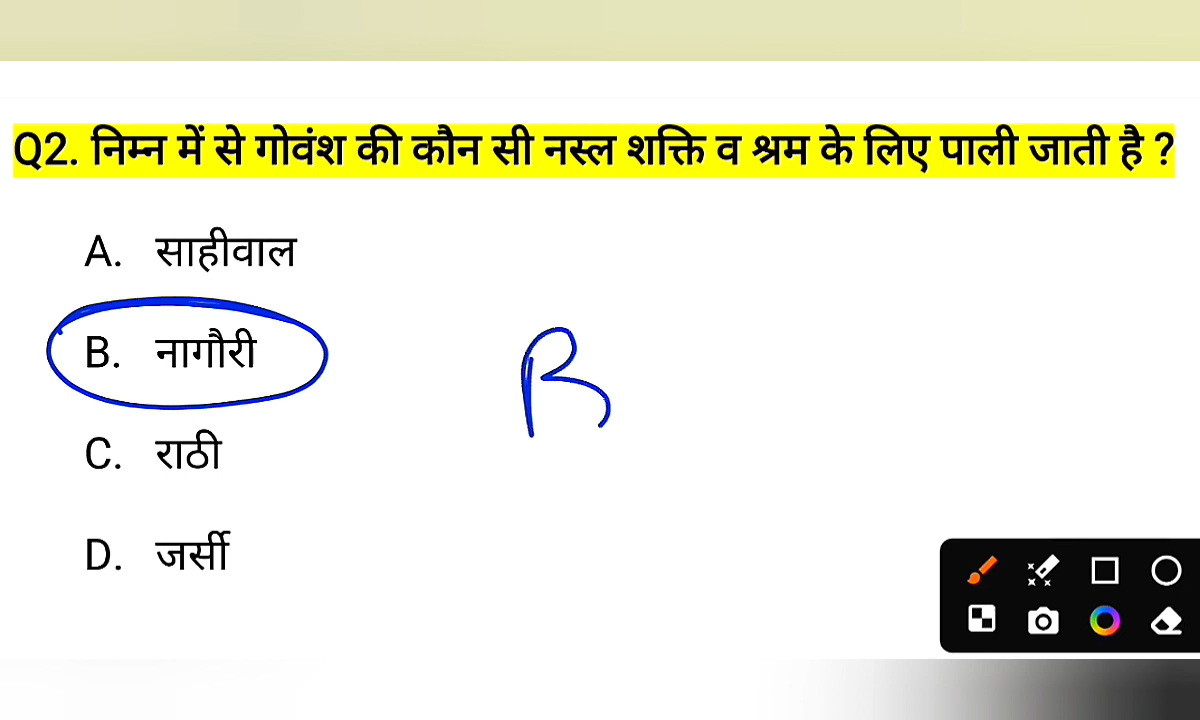 Q2. निम्न में से गोवंश की कौन सी नस्ल शक्ति व श्रम के लिए पाली जाती है ?
A. साहीवाल
B. नागौरी
B
C. राठी
D. जर्सी